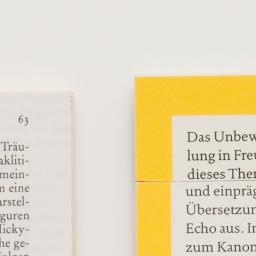 63
Träu-
akliti-
mein-
n eine
arstel-
guren
licky-
he ge-
Das Unbew
lung in Freu
dieses Ther
und einpräg
Übersetzun
Echo aus. In
zum Kanon